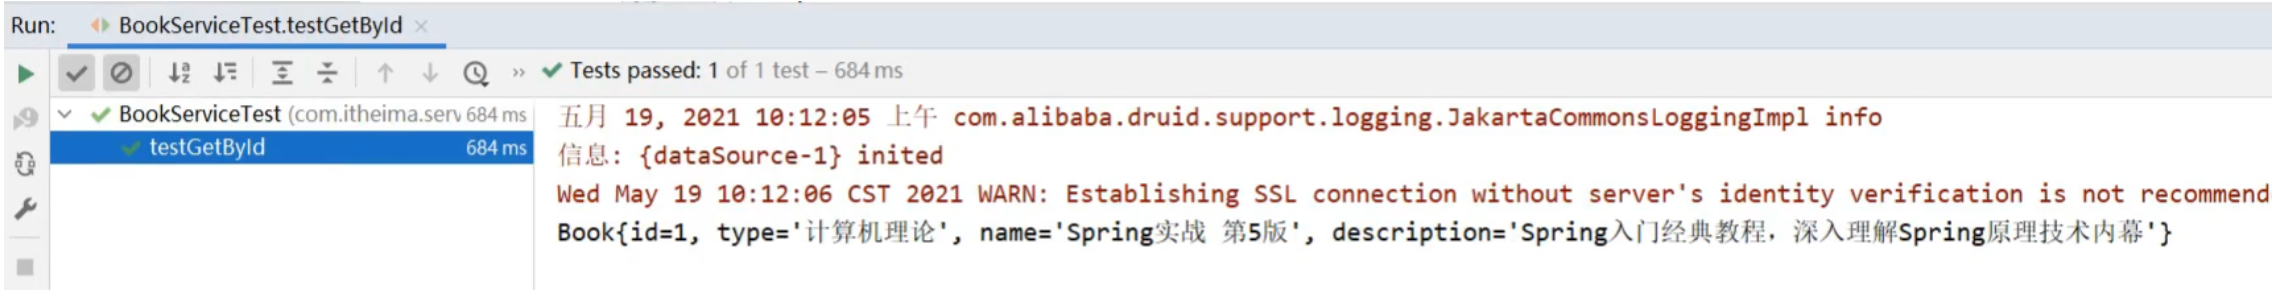 Run: BookServiceTest.testGetById ×
» Tests passed: 1 of 1 test – 684 ms
BookServiceTest (com.itheima.serv 684 ms
testGetById 684 ms
五月 19, 2021 10:12:05 上午 com.alibaba.druid.support.logging.JakartaCommonsLoggingImpl info
信息: {dataSource-1} inited
Wed May 19 10:12:06 CST 2021 WARN: Establishing SSL connection without server's identity verification is not recommend
Book{id=1, type='计算机理论', name='Spring实战 第5版', description='Spring入门经典教程，深入理解Spring原理技术内幕'}